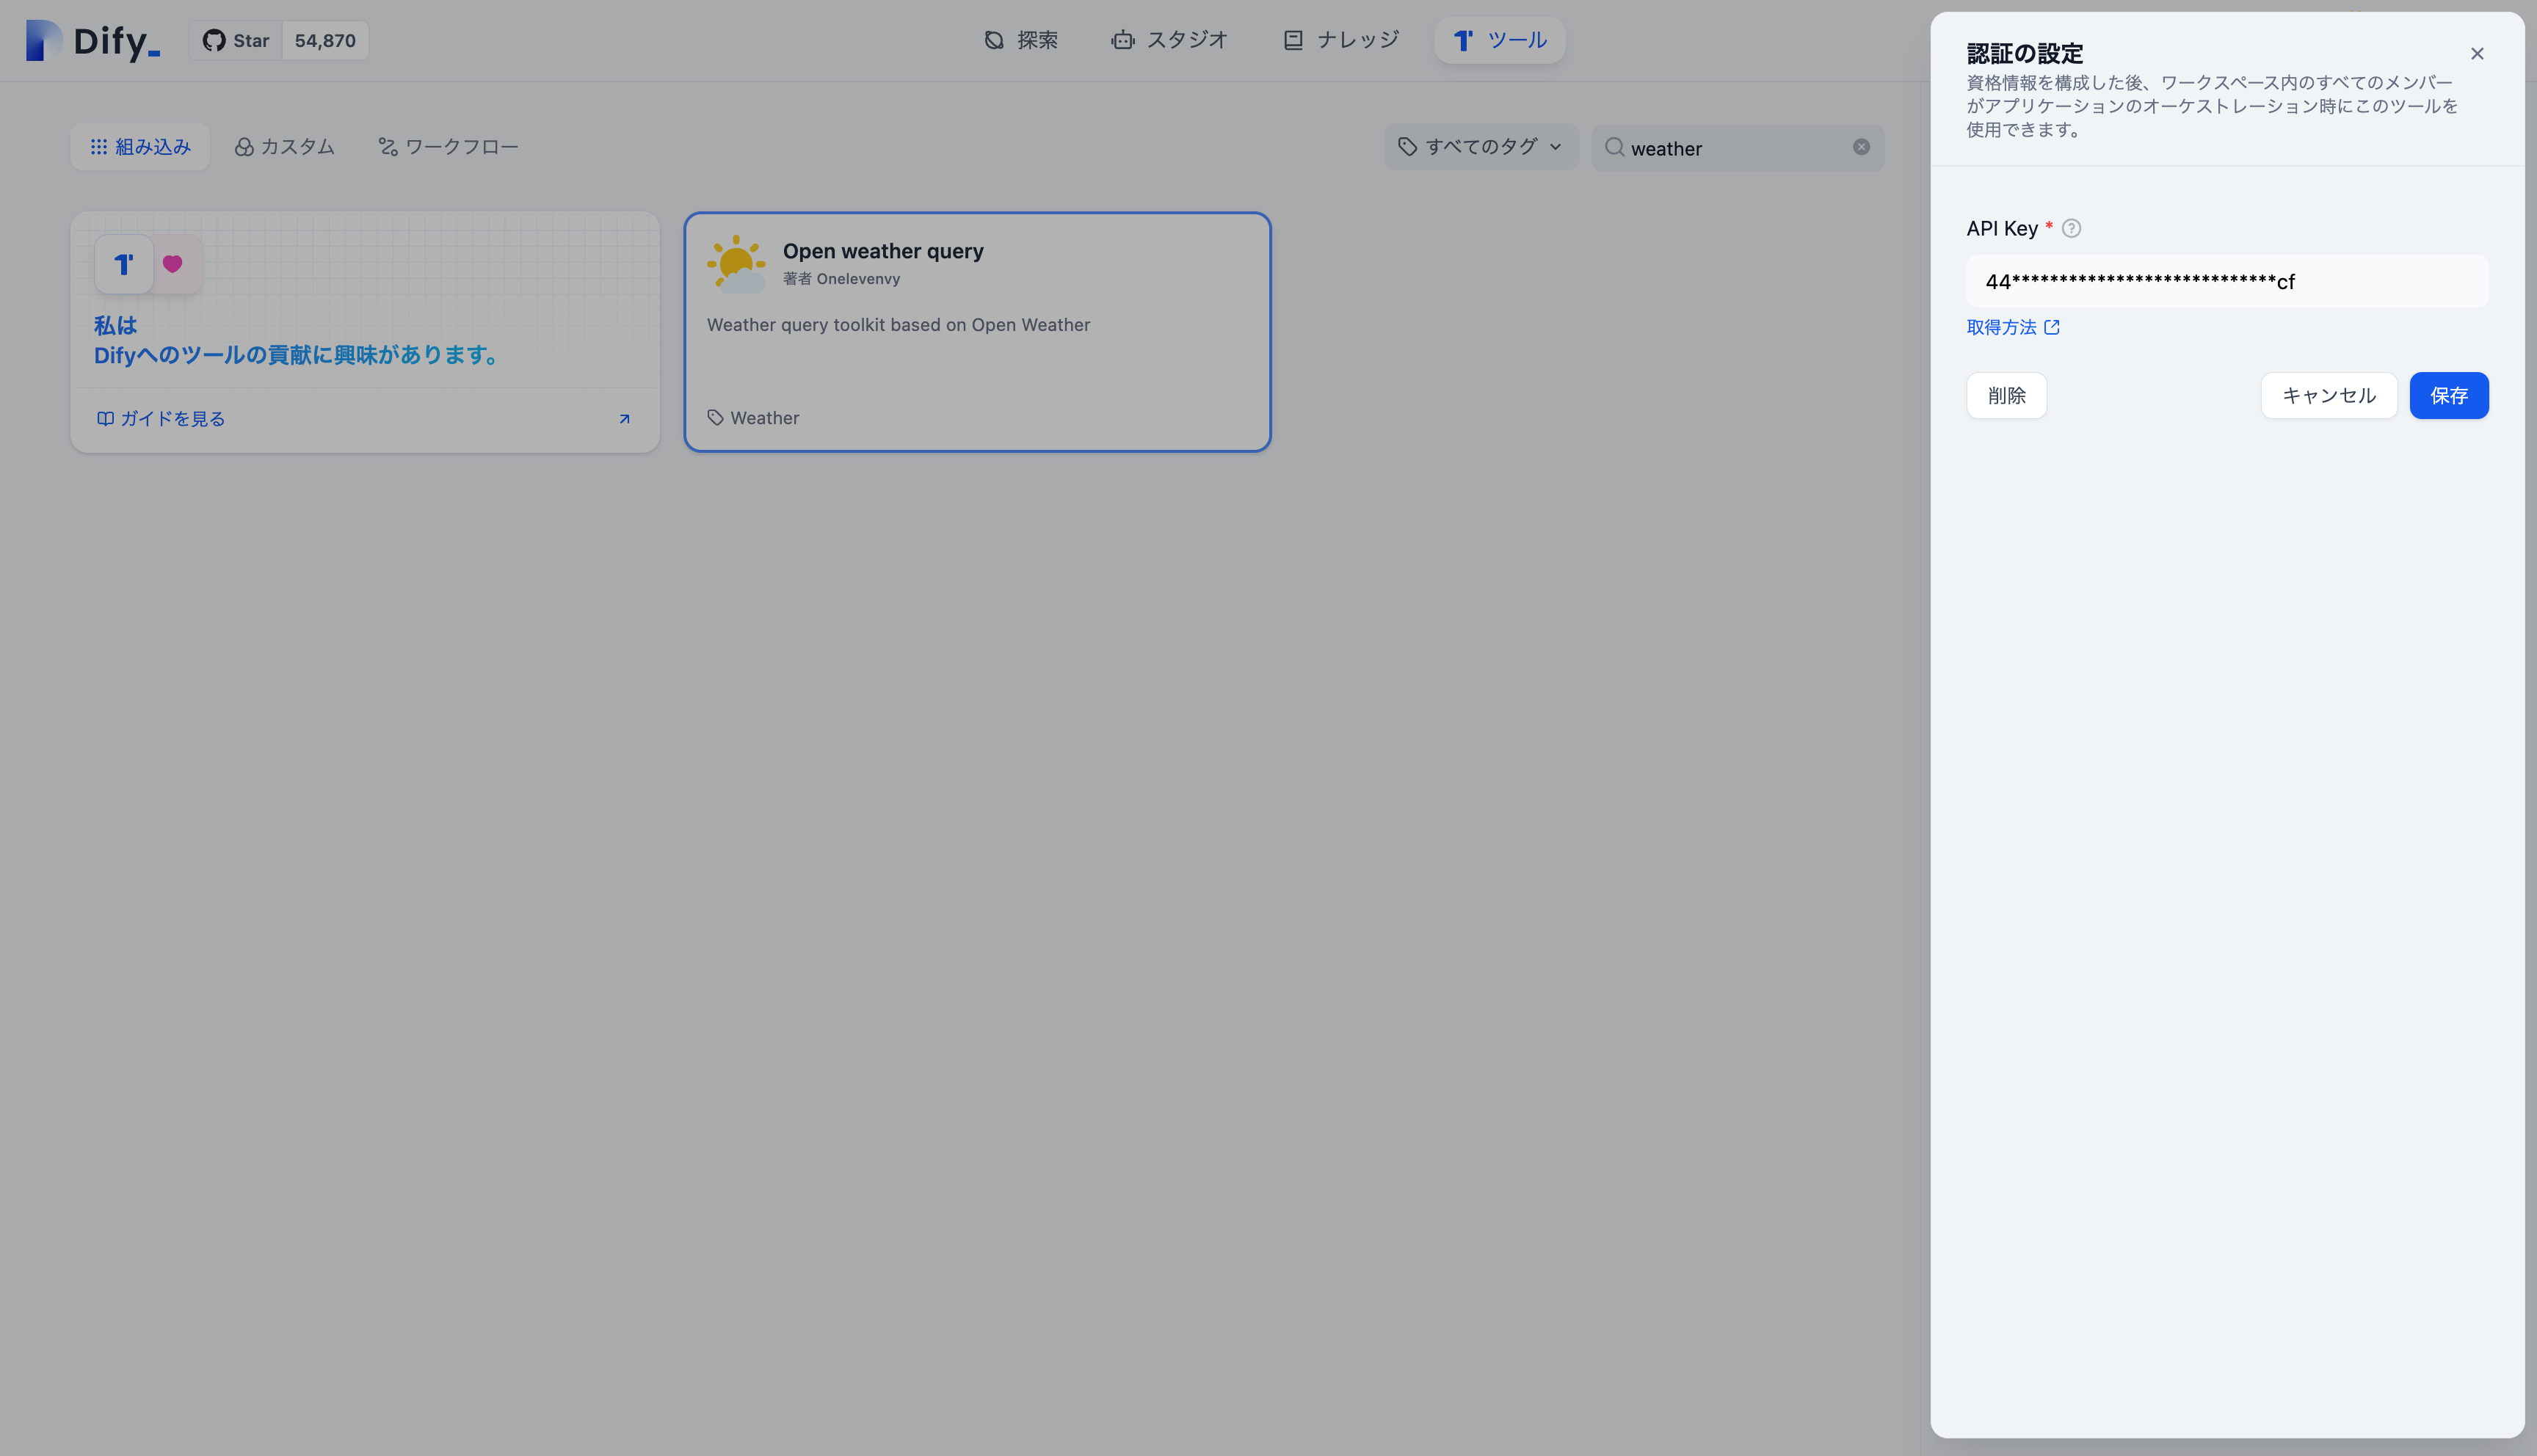 Dify_
Star 54,870
探索
スタジオ
ナレッジ
ツール
組み込み
カスタム
ワークフロー
すべてのタグ
weather
私は
Difyへのツールの貢献に興味があります。
ガイドを見る
Open weather query
著者 Onelevenvy
Weather query toolkit based on Open Weather
Weather
認証の設定
資格情報を構成した後、ワークスペース内のすべてのメンバー
がアプリケーションのオーケストレーション時にこのツールを
使用できます。
API Key *
44****************************cf
取得方法
削除
キャンセル
保存